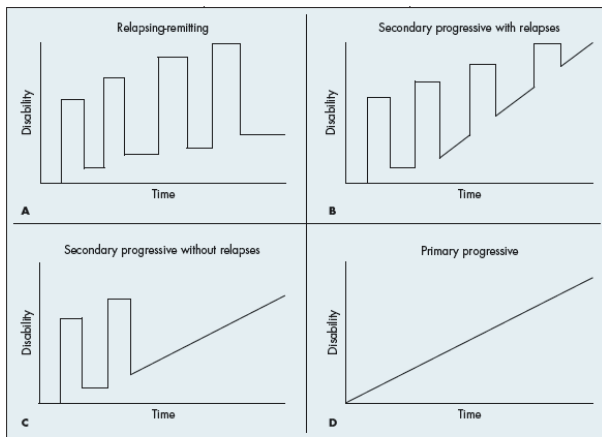 Relapsing-remitting
Disability
Time
A
Secondary progressive with relapses
Disability
Time
B
Secondary progressive without relapses
Disability
Time
C
Primary progressive
Disability
Time
D